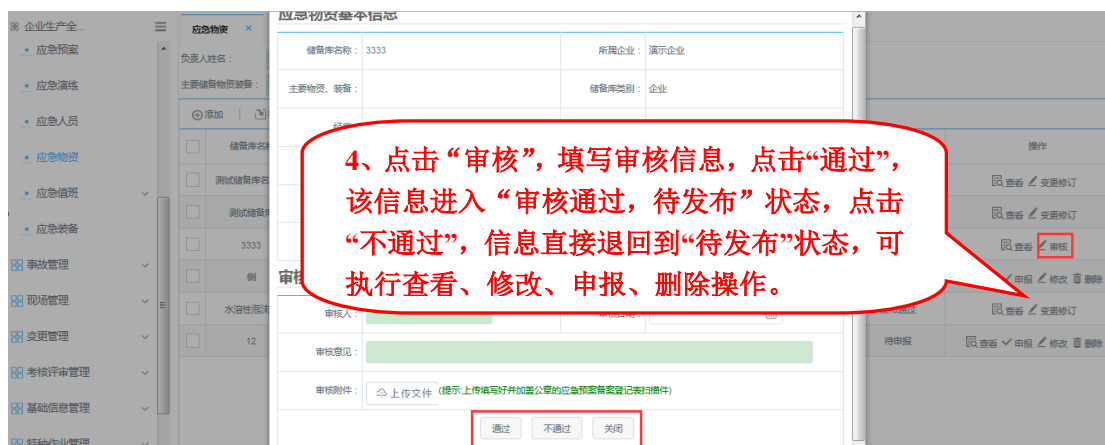 企业生产全...
应急预案
应急演练
应急人员
应急物资
应急值班
应急装备
事故管理
现场管理
变更管理
考核评审管理
基础信息管理
特种作业管理
应急物资 ×
负责人姓名：
主要储备物资装备：
添加
储备库名称
测试储备库名
测试储备库
3333
例
水溶性泡沫
12
应急物资基本信息
储备库名称： 3333 所属企业： 演示企业
主要物资、装备： 储备库类别： 企业
4、点击“审核”，填写审核信息，点击“通过”，
该信息进入“审核通过，待发布”状态，点击
“不通过”，信息直接退回到“待发布”状态，可
执行查看、修改、申报、删除操作。
审核人： 审核日期：
审核意见：
审核附件： 上传文件 (提示:上传填写好并加盖公章的应急预案备案登记表扫描件)
通过 不通过 关闭
操作
查看 变更修订
查看 变更修订
查看 审核
申报 修改 删除
查看 变更修订
待申报 查看 申报 修改 删除